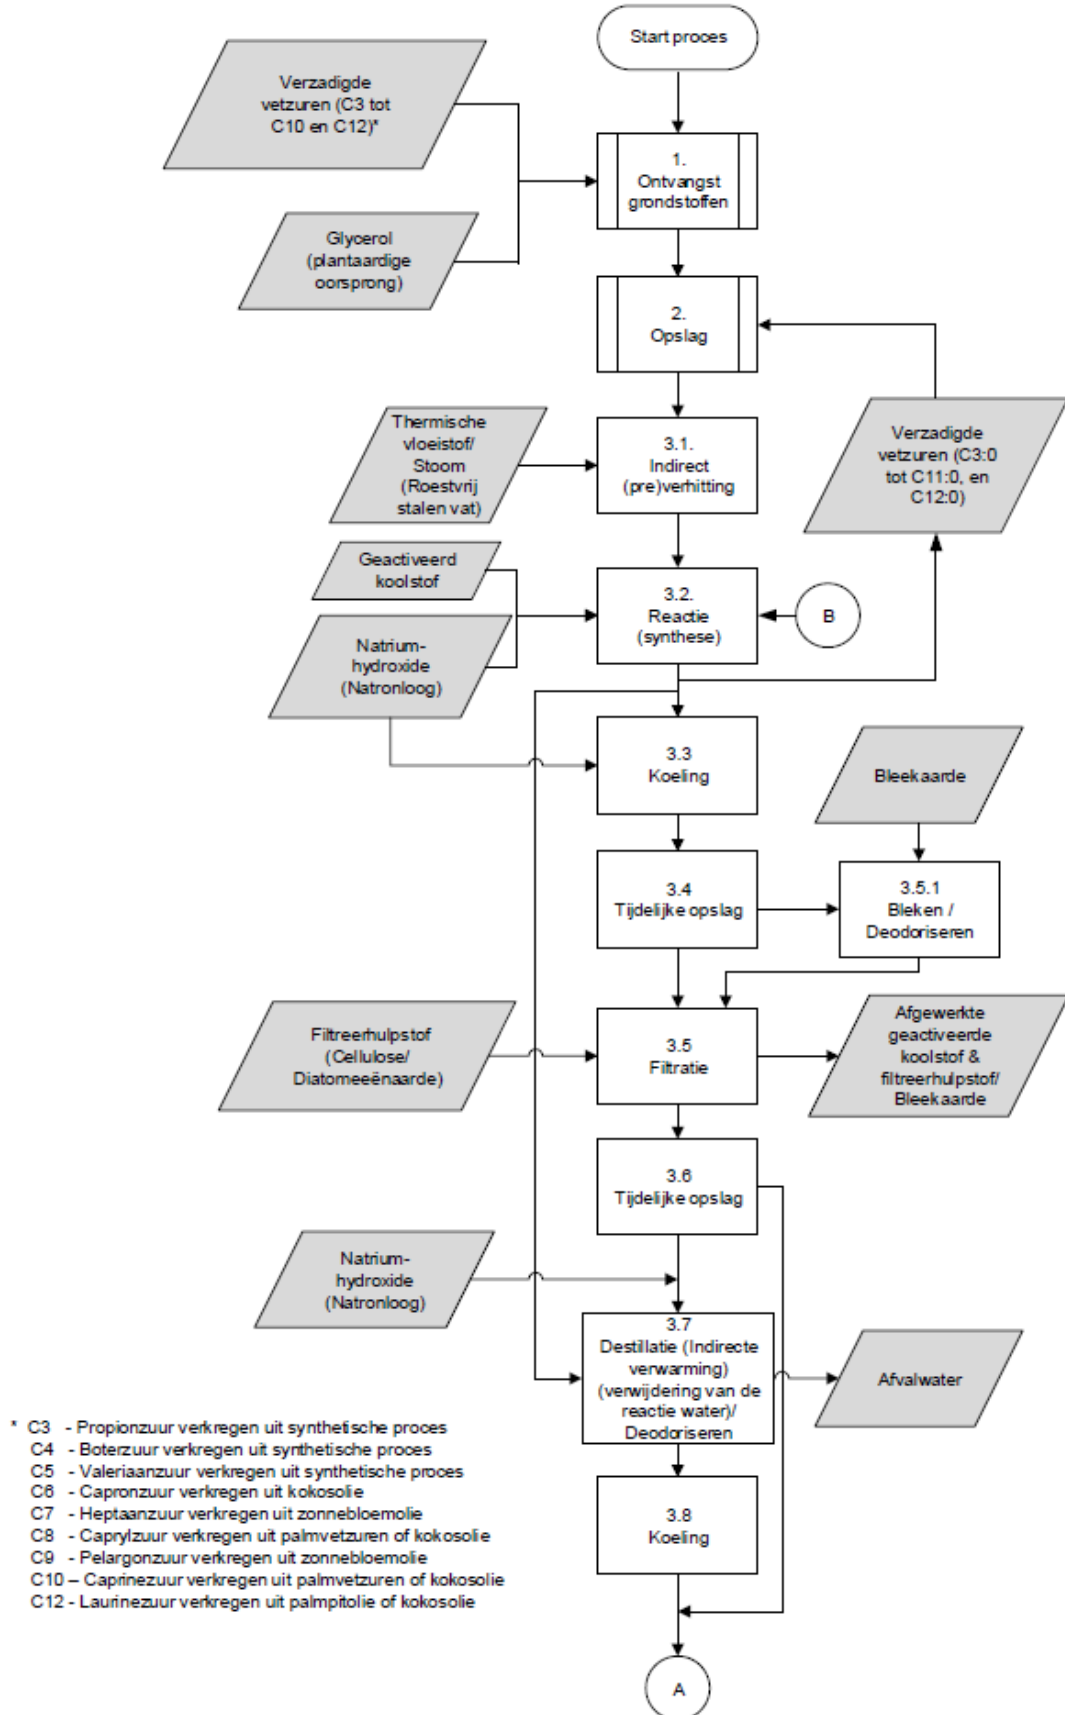 Start proces
Verzadigde
vetzuren (C3 tot
C10 en C12)*
1.
Ontvangst
grondstoffen
Glycerol
(plantaardige
oorsprong)
2.
Opslag
Thermische
vloeistof/
Stoom
(Roestvrij
stalen vat)
3.1.
Indirect
(pre)verhitting
Verzadigde
vetzuren (C3:0
tot C11:0, en
C12:0)
Geactiveerd
koolstof
3.2.
Reactie
(synthese)
B
Natrium-
hydroxide
(Natronloog)
3.3
Koeling
Bleekaarde
3.4
Tijdelijke opslag
3.5.1
Bleken /
Deodoriseren
Filtreerhulpstof
(Cellulose/
Diatomeeënaarde)
3.5
Filtratie
Afgewerkte
geactiveerde
koolstof &
filtreerhulpstof/
Bleekaarde
3.6
Tijdelijke opslag
Natrium-
hydroxide
(Natronloog)
3.7
Destillatie (Indirecte
verwarming)
(verwijdering van de
reactie water)/
Deodoriseren
Afvalwater
* C3 - Propionzuur verkregen uit synthetische proces
C4 - Boterzuur verkregen uit synthetische proces
C5 - Valeriaanzuur verkregen uit synthetische proces
C6 - Capronzuur verkregen uit kokosolie
C7 - Heptaanzuur verkregen uit zonnebloemolie
C8 - Caprylzuur verkregen uit palmvetzuren of kokosolie
C9 - Pelargonzuur verkregen uit zonnebloemolie
C10 – Caprinezuur verkregen uit palmvetzuren of kokosolie
C12 - Laurinezuur verkregen uit palmpitolie of kokosolie
3.8
Koeling
A